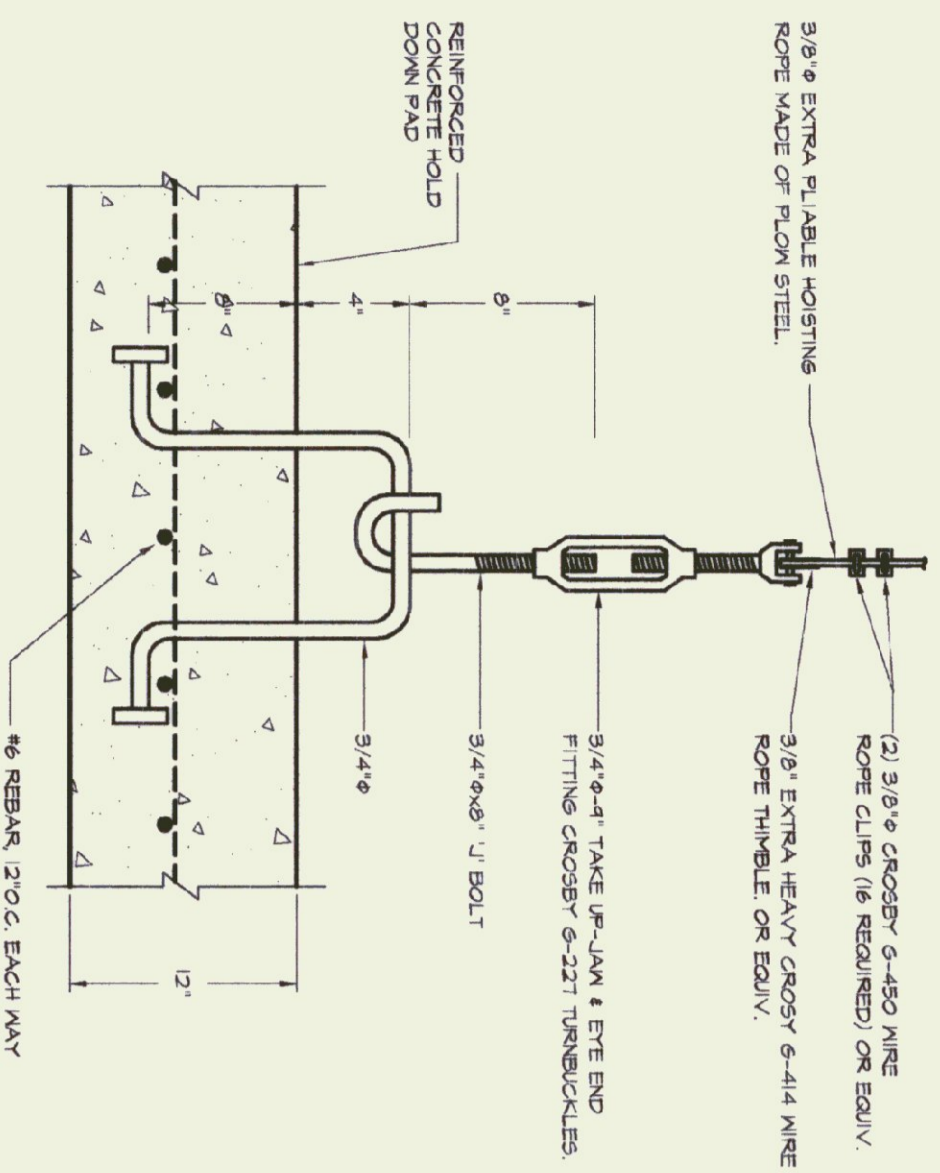 3/8"Φ EXTRA PLIABLE HOISTING
ROPE MADE OF PLOW STEEL.
(2) 3/8"Φ CROSBY G-450 WIRE
ROPE CLIPS (16 REQUIRED) OR EQUIV.
3/8" EXTRA HEAVY CROSY G-414 WIRE
ROPE THIMBLE. OR EQUIV.
3/4"Φ-9" TAKE UP-JAW & EYE END
FITTING CROSBY G-227 TURNBUCKLES.
8"
3/4"Φx8" 'J' BOLT
REINFORCED
CONCRETE HOLD
DOWN PAD
4"
3/4"Φ
8"
12"
#6 REBAR, 12"O.C. EACH WAY